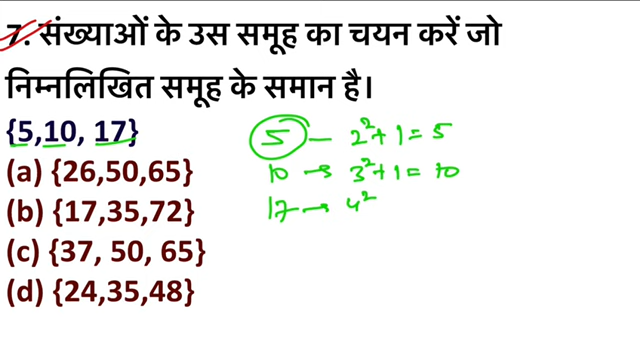 7. संख्याओं के उस समूह का चयन करें जो
निम्नलिखित समूह के समान है।
{5,10, 17}
(a) {26,50,65}
(b) {17,35,72}
(c) {37, 50, 65}
(d) {24,35,48}
5 — 2²+1=5
10 → 3²+1=10
17 → 4²